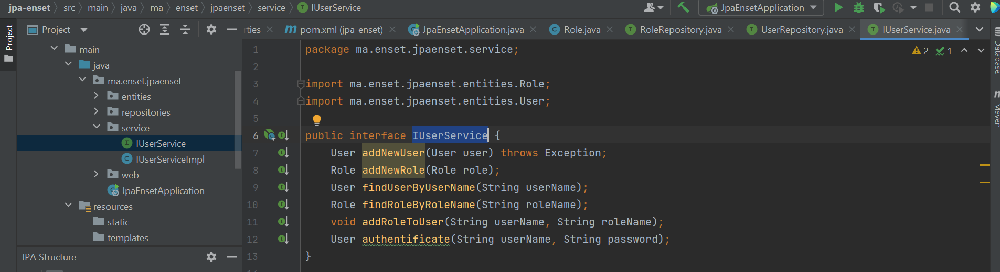 jpa-enset src main java ma enset jpaenset service IUserService JpaEnsetApplication
Project
Project
main
java
ma.enset.jpaenset
entities
repositories
service
IUserService
IUserServiceImpl
web
JpaEnsetApplication
resources
static
templates
JPA Structure
rties pom.xml (jpa-enset) JpaEnsetApplication.java Role.java RoleRepository.java UserRepository.java IUserService.java
1 package ma.enset.jpaenset.service;
2
3 import ma.enset.jpaenset.entities.Role;
4 import ma.enset.jpaenset.entities.User;
5
6 public interface IUserService {
7 User addNewUser(User user) throws Exception;
8 Role addNewRole(Role role);
9 User findUserByUserName(String userName);
10 Role findRoleByRoleName(String roleName);
11 void addRoleToUser(String userName, String roleName);
12 User authentificate(String userName, String password);
13 }
2 1
Database
Maven